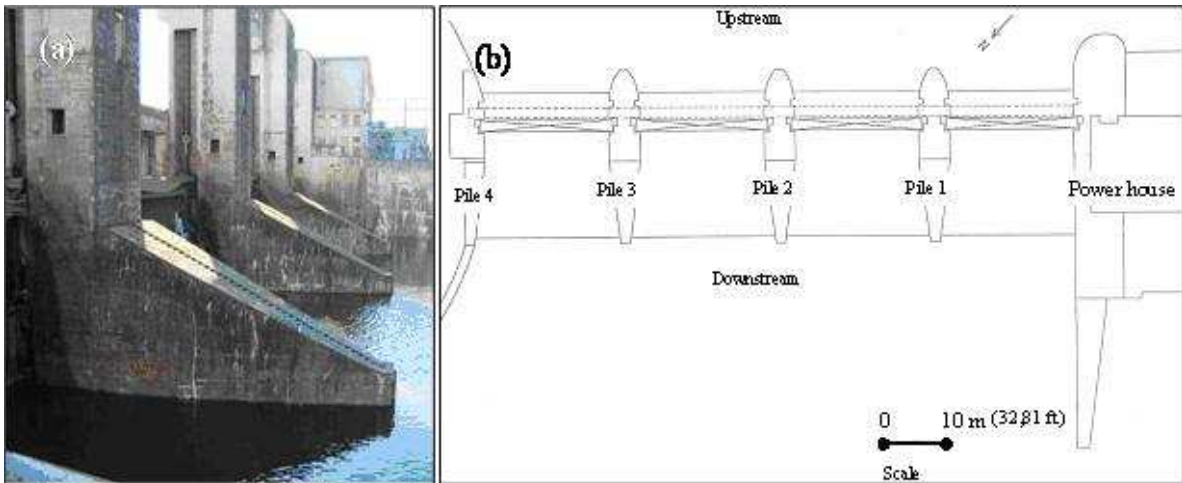 (a)
(b)
Upstream
N
Pile 4
Pile 3
Pile 2
Pile 1
Power house
Downstream
0 10 m (32,81 ft)
Scale